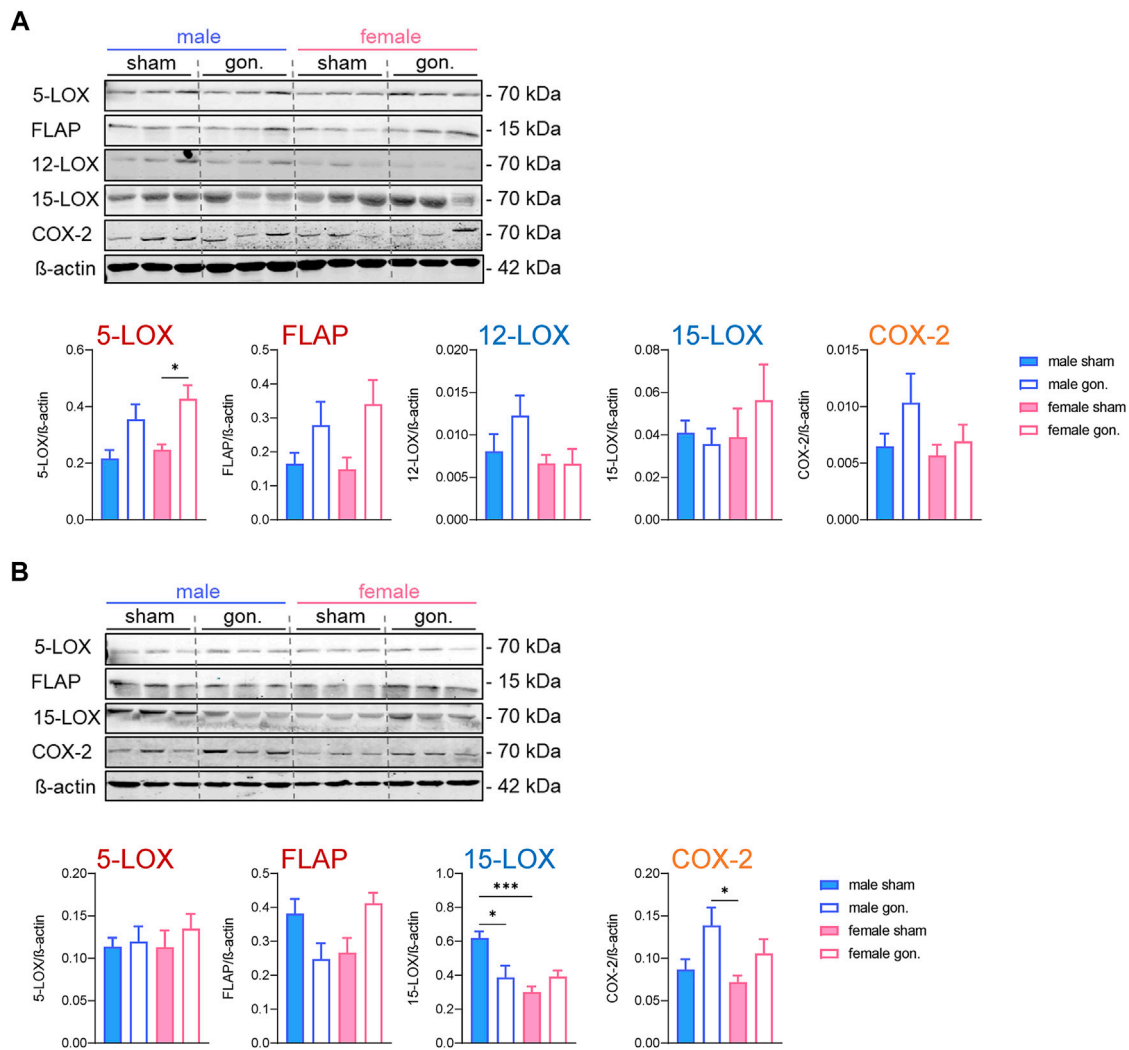 A
male female
sham gon. sham gon.
5-LOX - 70 kDa
FLAP - 15 kDa
12-LOX - 70 kDa
15-LOX - 70 kDa
COX-2 - 70 kDa
ß-actin - 42 kDa
5-LOX FLAP 12-LOX 15-LOX COX-2
5-LOX/ß-actin
0.6
0.4
0.2
0.0
*
FLAP/ß-actin
0.5
0.4
0.3
0.2
0.1
0.0
12-LOX/ß-actin
0.020
0.015
0.010
0.005
0.000
15-LOX/ß-actin
0.08
0.06
0.04
0.02
0.00
COX-2/ß-actin
0.015
0.010
0.005
0.000
male sham
male gon.
female sham
female gon.
B
male female
sham gon. sham gon.
5-LOX - 70 kDa
FLAP - 15 kDa
15-LOX - 70 kDa
COX-2 - 70 kDa
ß-actin - 42 kDa
5-LOX FLAP 15-LOX COX-2
5-LOX/ß-actin
0.20
0.15
0.10
0.05
0.00
FLAP/ß-actin
0.5
0.4
0.3
0.2
0.1
0.0
15-LOX/ß-actin
1.0
0.8
0.6
0.4
0.2
0.0
***
*
COX-2/ß-actin
0.20
0.15
0.10
0.05
0.00
*
male sham
male gon.
female sham
female gon.